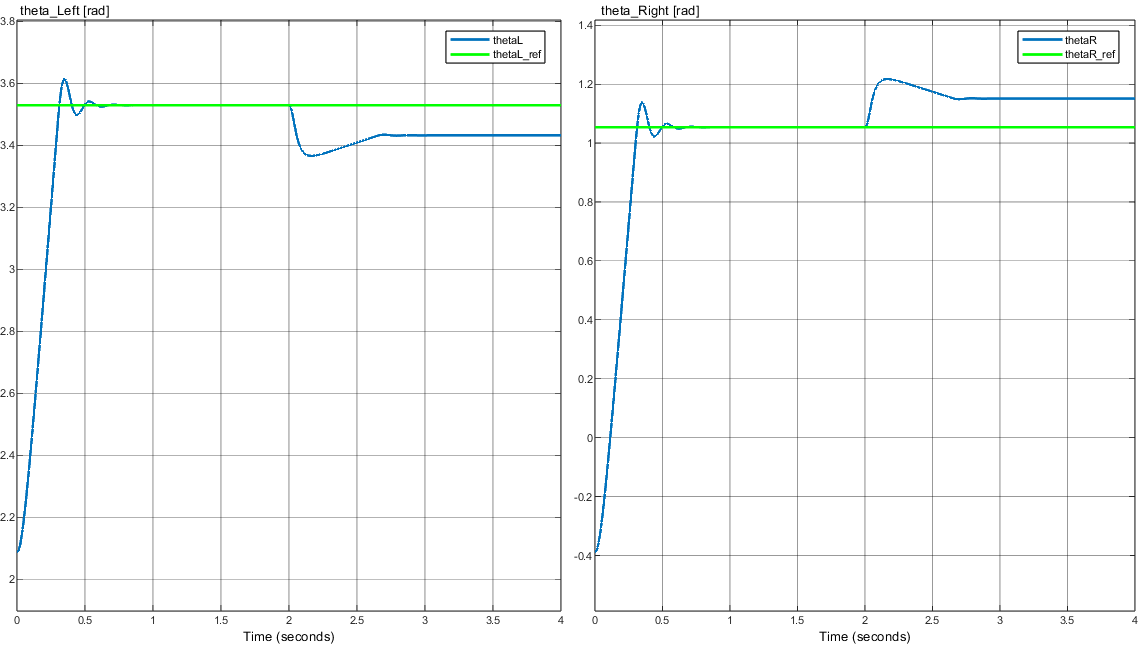 theta_Left [rad]
3.8
3.6
3.4
3.2
3
2.8
2.6
2.4
2.2
2
0 0.5 1 1.5 2 2.5 3 3.5 4
Time (seconds)
thetaL
thetaL_ref
theta_Right [rad]
1.4
1.2
1
0.8
0.6
0.4
0.2
0
-0.2
-0.4
0 0.5 1 1.5 2 2.5 3 3.5 4
Time (seconds)
thetaR
thetaR_ref